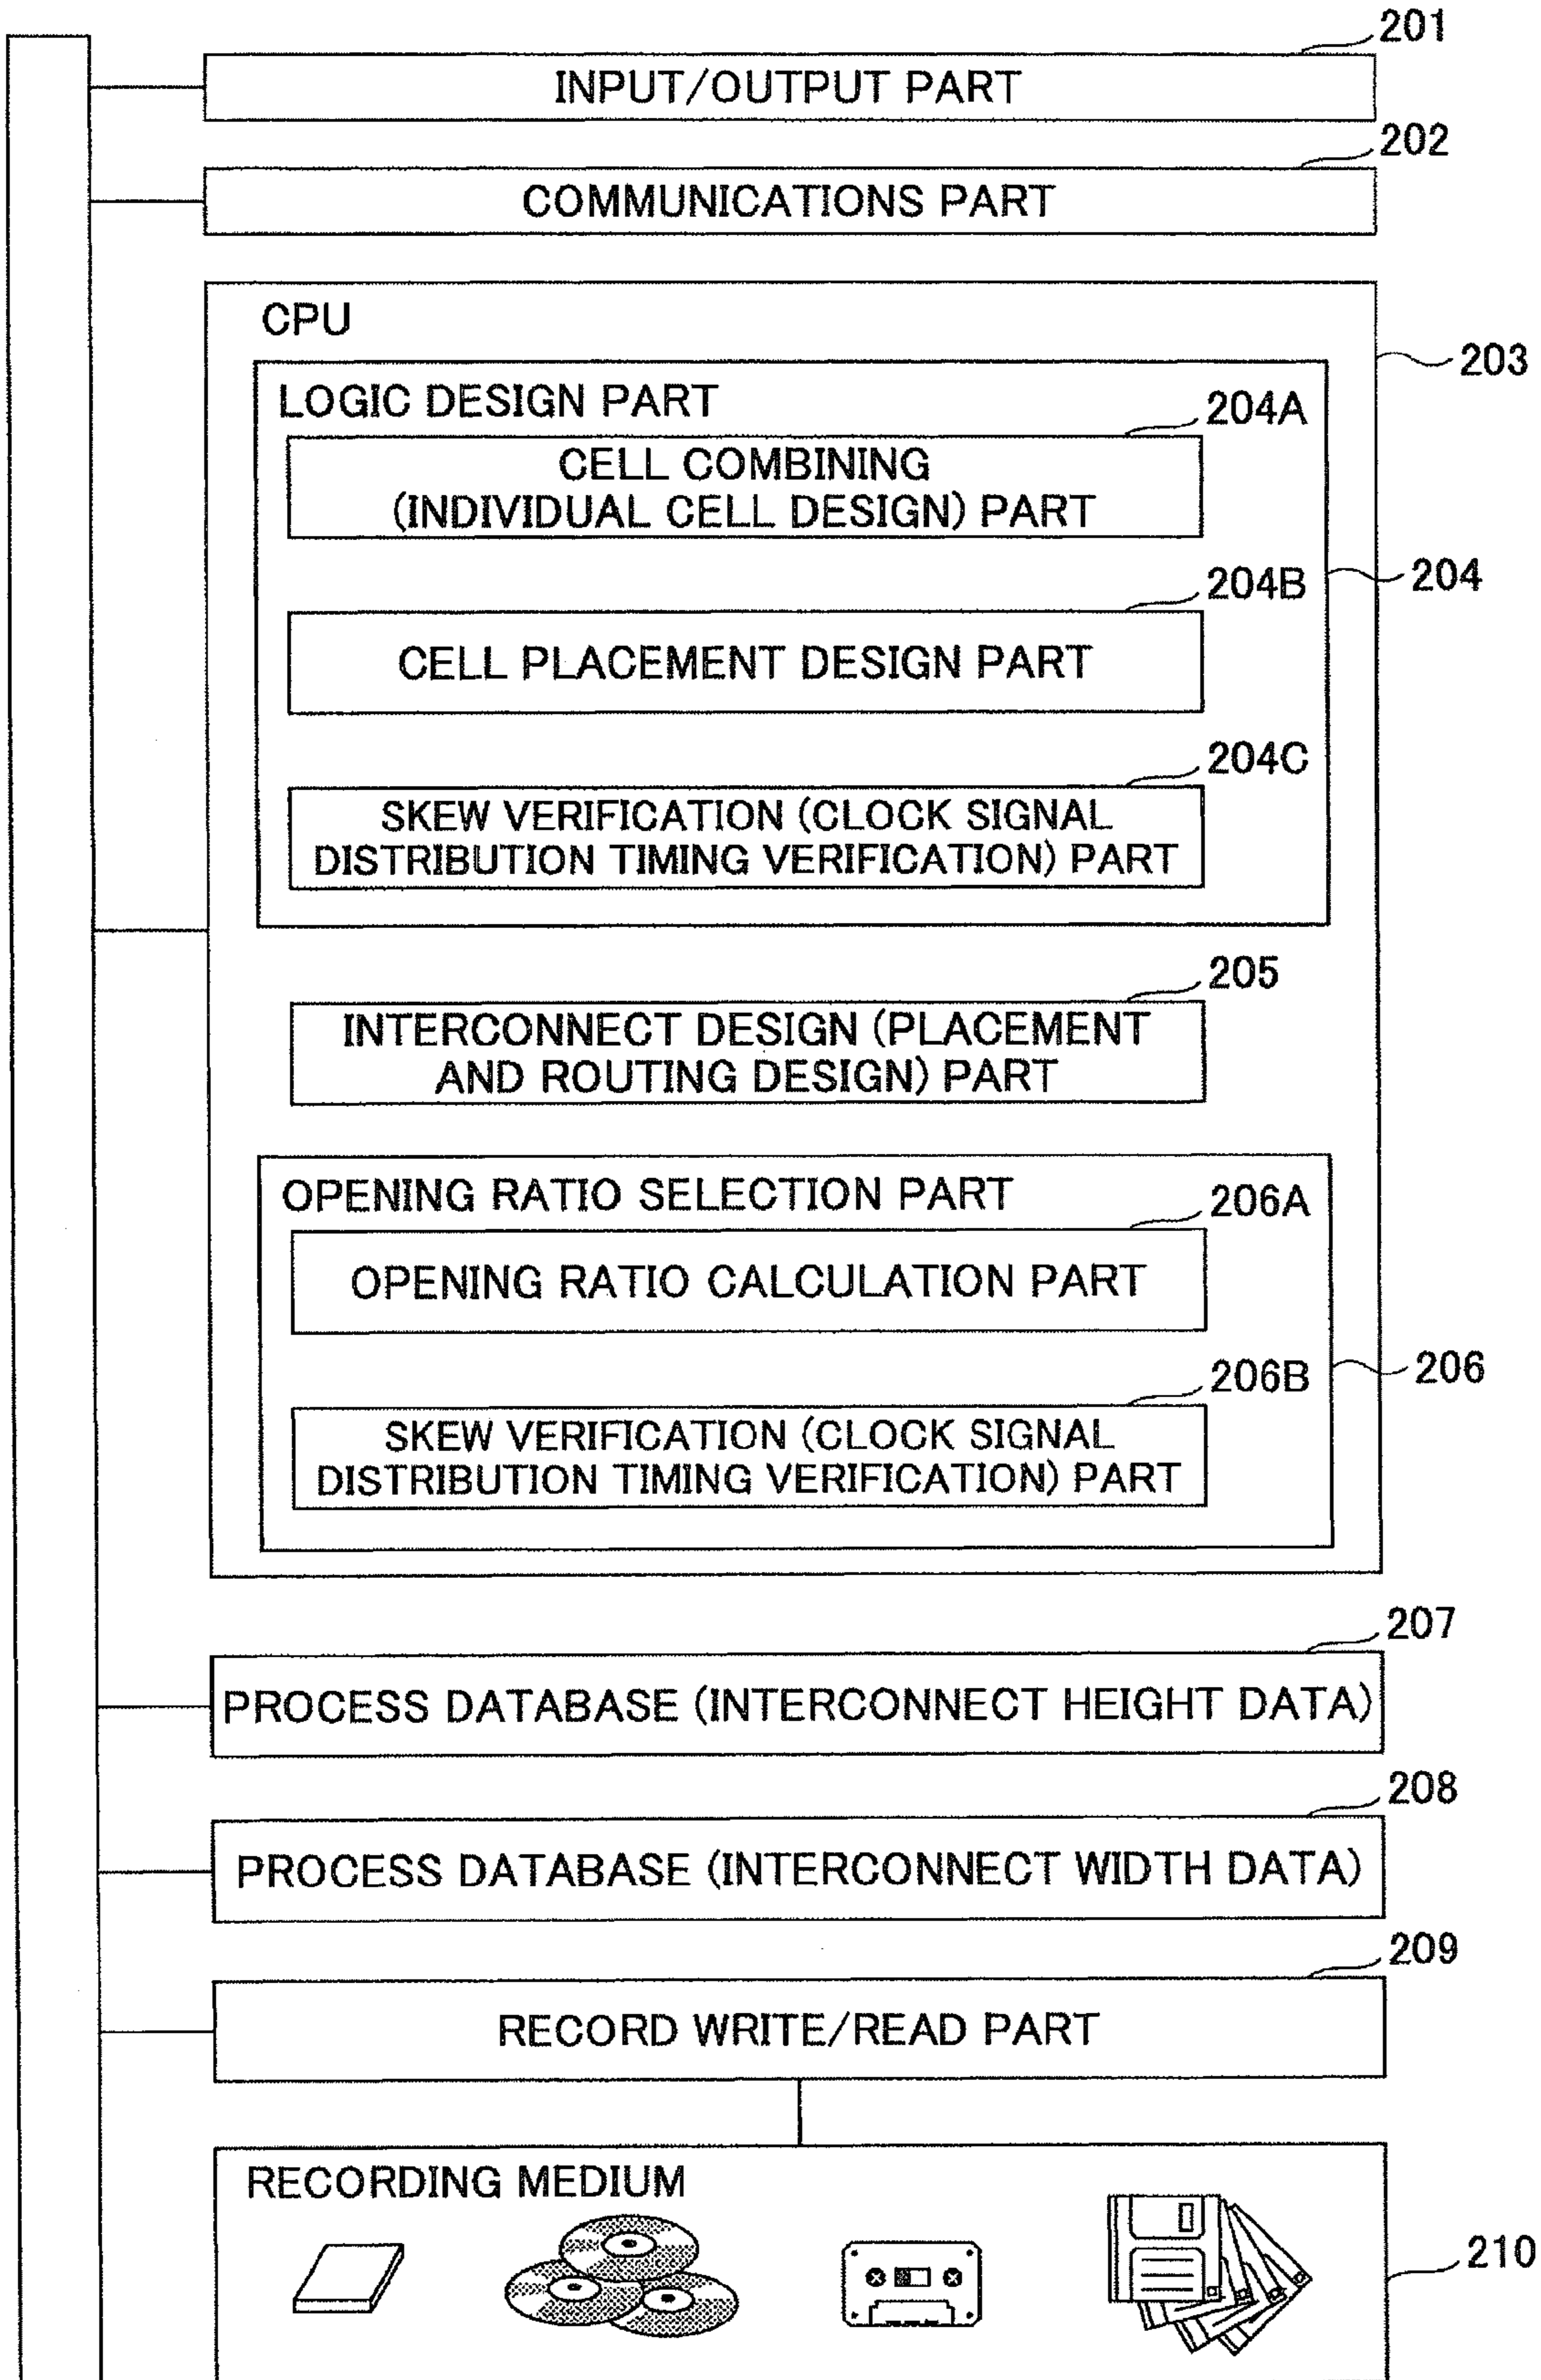 201
INPUT/OUTPUT PART
202
COMMUNICATIONS PART
CPU
203
LOGIC DESIGN PART
204A
CELL COMBINING
(INDIVIDUAL CELL DESIGN) PART
204
204B
CELL PLACEMENT DESIGN PART
204C
SKEW VERIFICATION (CLOCK SIGNAL
DISTRIBUTION TIMING VERIFICATION) PART
205
INTERCONNECT DESIGN (PLACEMENT
AND ROUTING DESIGN) PART
OPENING RATIO SELECTION PART
206A
OPENING RATIO CALCULATION PART
206
206B
SKEW VERIFICATION (CLOCK SIGNAL
DISTRIBUTION TIMING VERIFICATION) PART
207
PROCESS DATABASE (INTERCONNECT HEIGHT DATA)
208
PROCESS DATABASE (INTERCONNECT WIDTH DATA)
209
RECORD WRITE/READ PART
RECORDING MEDIUM
210